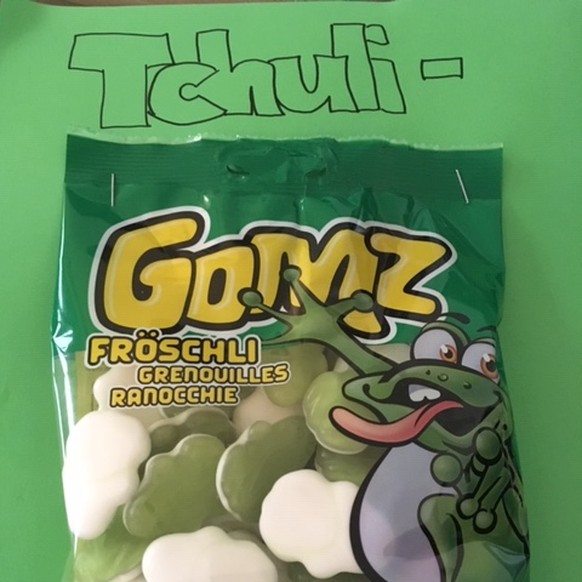 Tchuli-
GOMZ
FRÖSCHLI
GRENOUILLES
RANOCCHIE